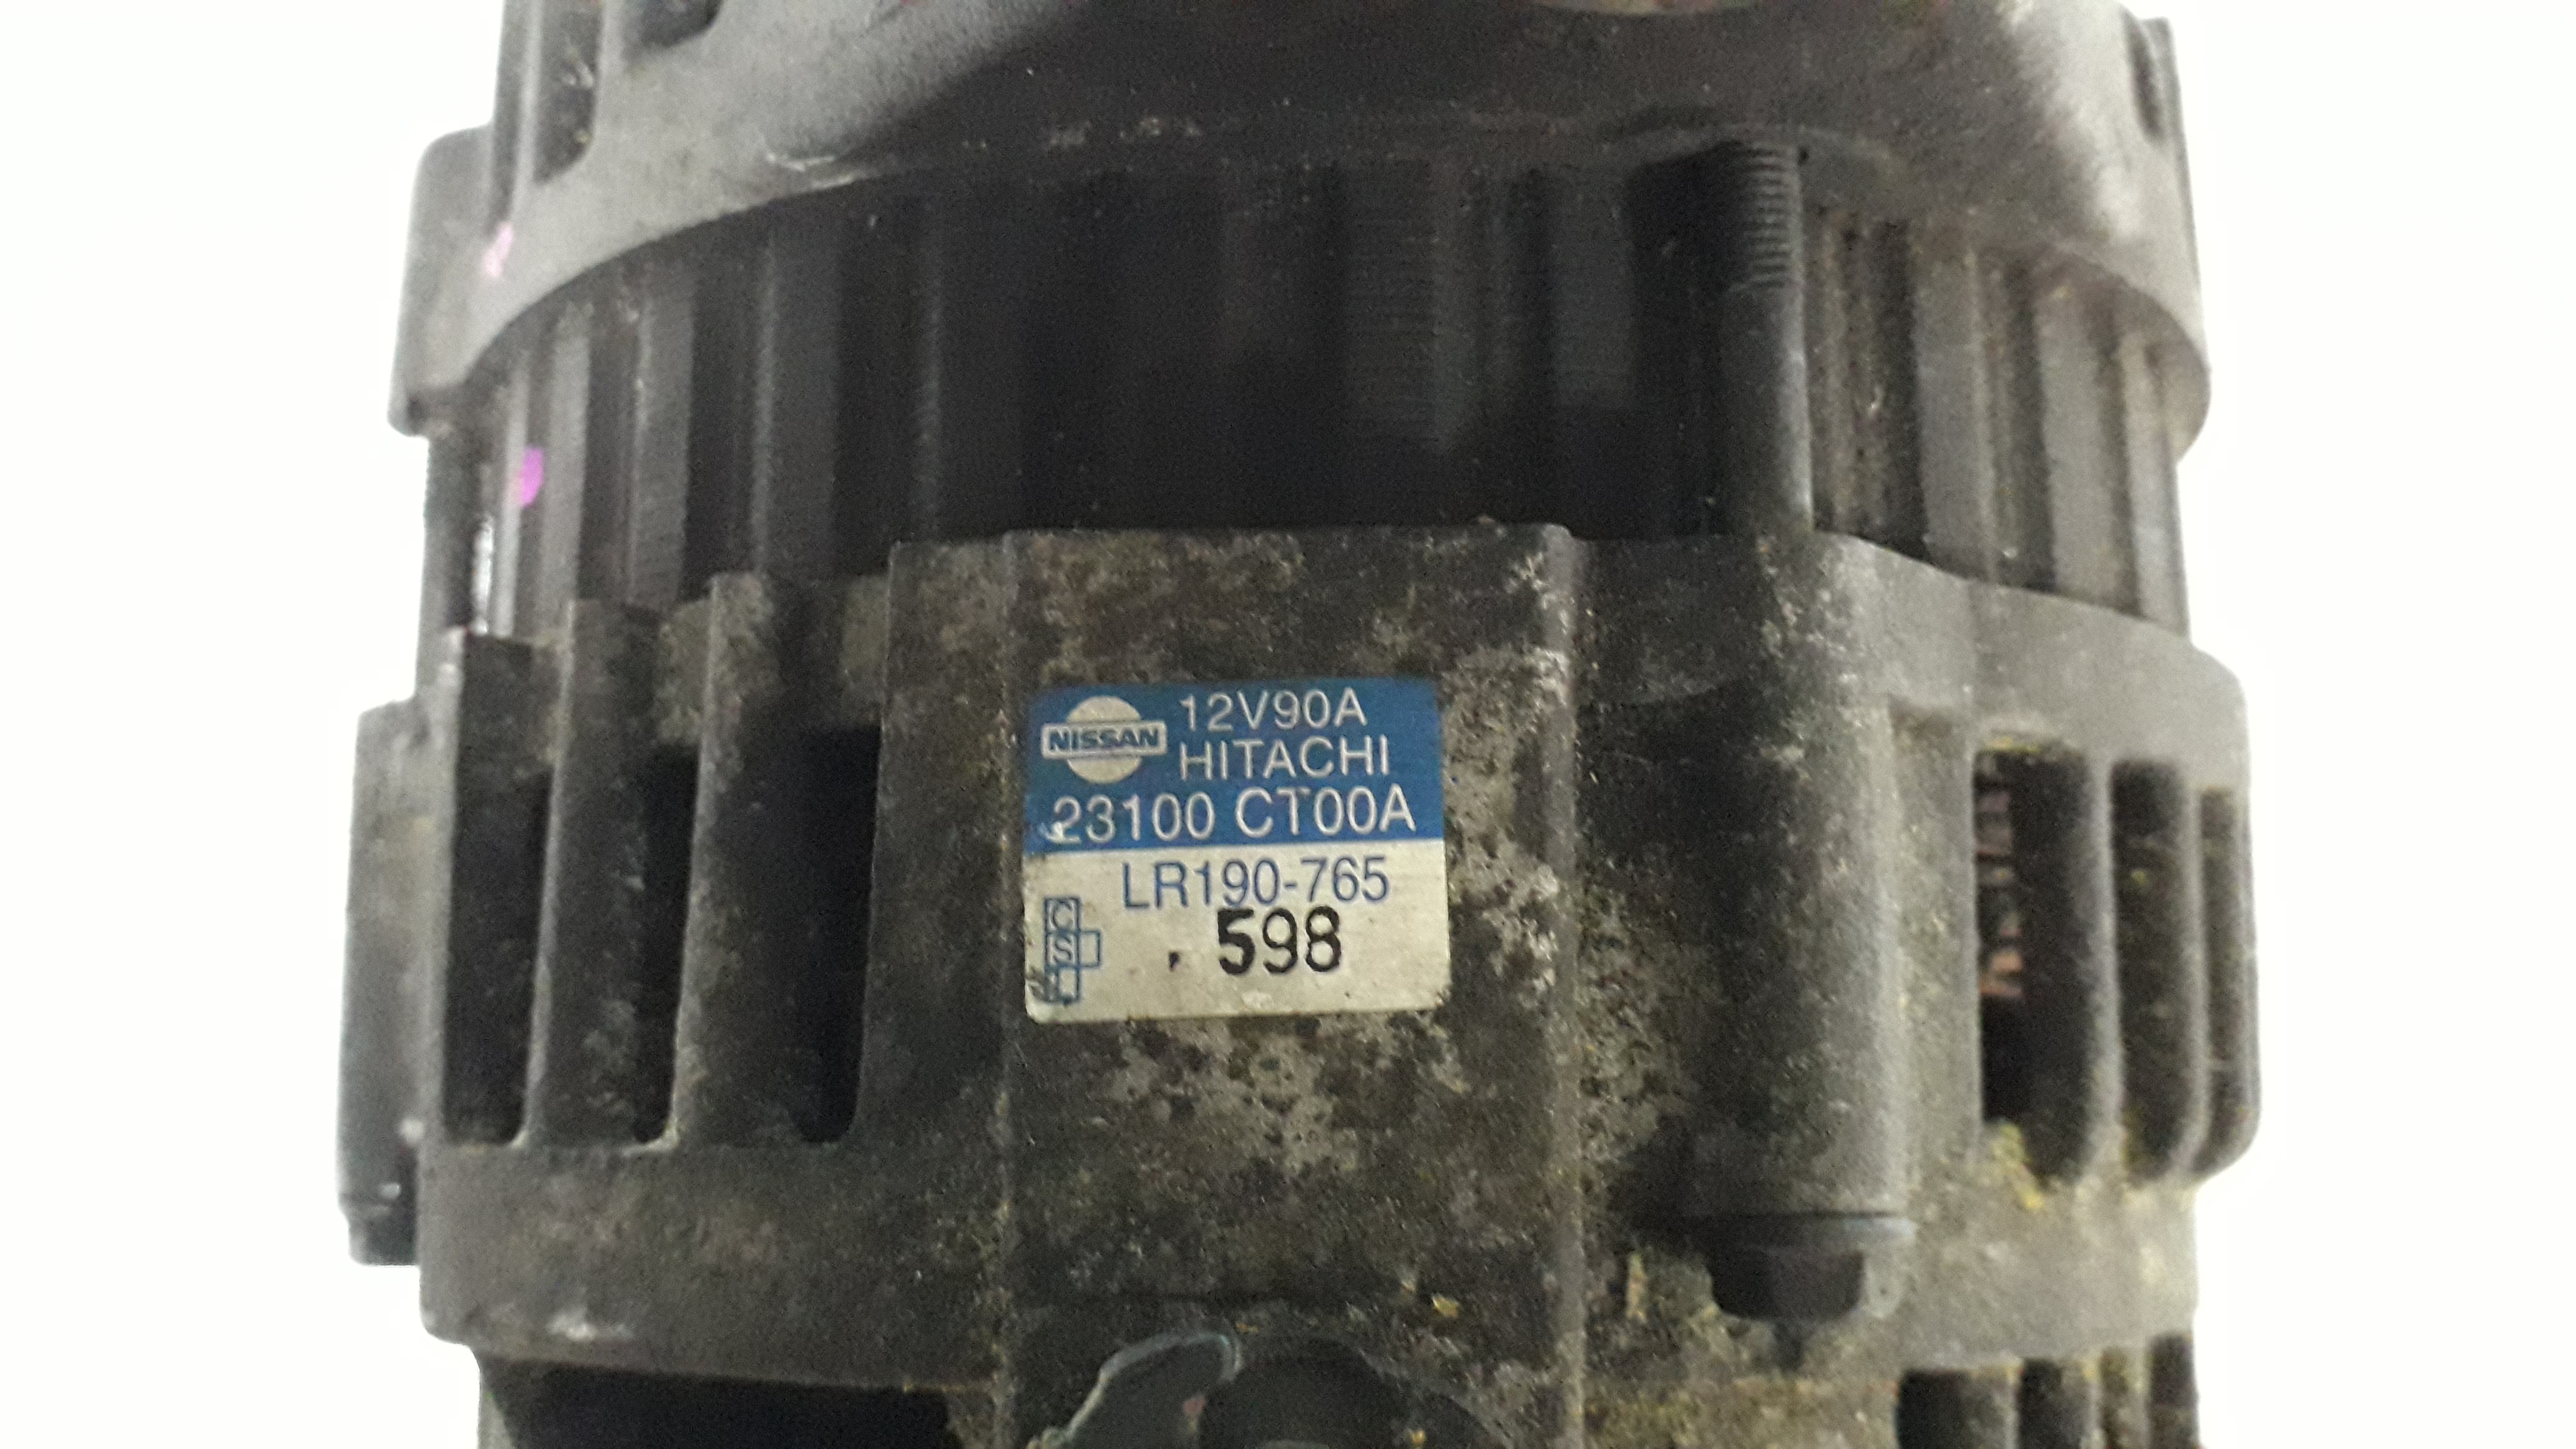 NISSAN
12V90A
HITACHI
23100 CT00A
LR190-765
598
C
S
L